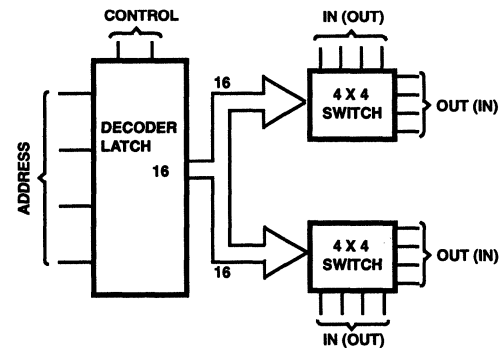 CONTROL
IN (OUT)
16
4 X 4
SWITCH
OUT (IN)
DECODER
LATCH
16
ADDRESS
16
4 X 4
SWITCH
OUT (IN)
IN (OUT)